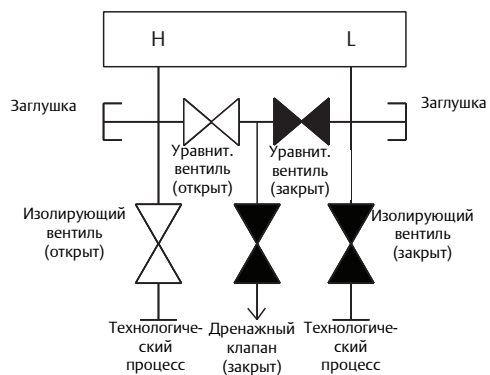 H
L
Заглушка
Заглушка
Уравнит.
вентиль
(открыт)
Уравнит.
вентиль
(закрыт)
Изолирующий
вентиль
(открыт)
Изолирующий
вентиль
(закрыт)
Технологиче-
ский
процесс
Дренажный
клапан
(закрыт)
Технологиче-
ский
процесс